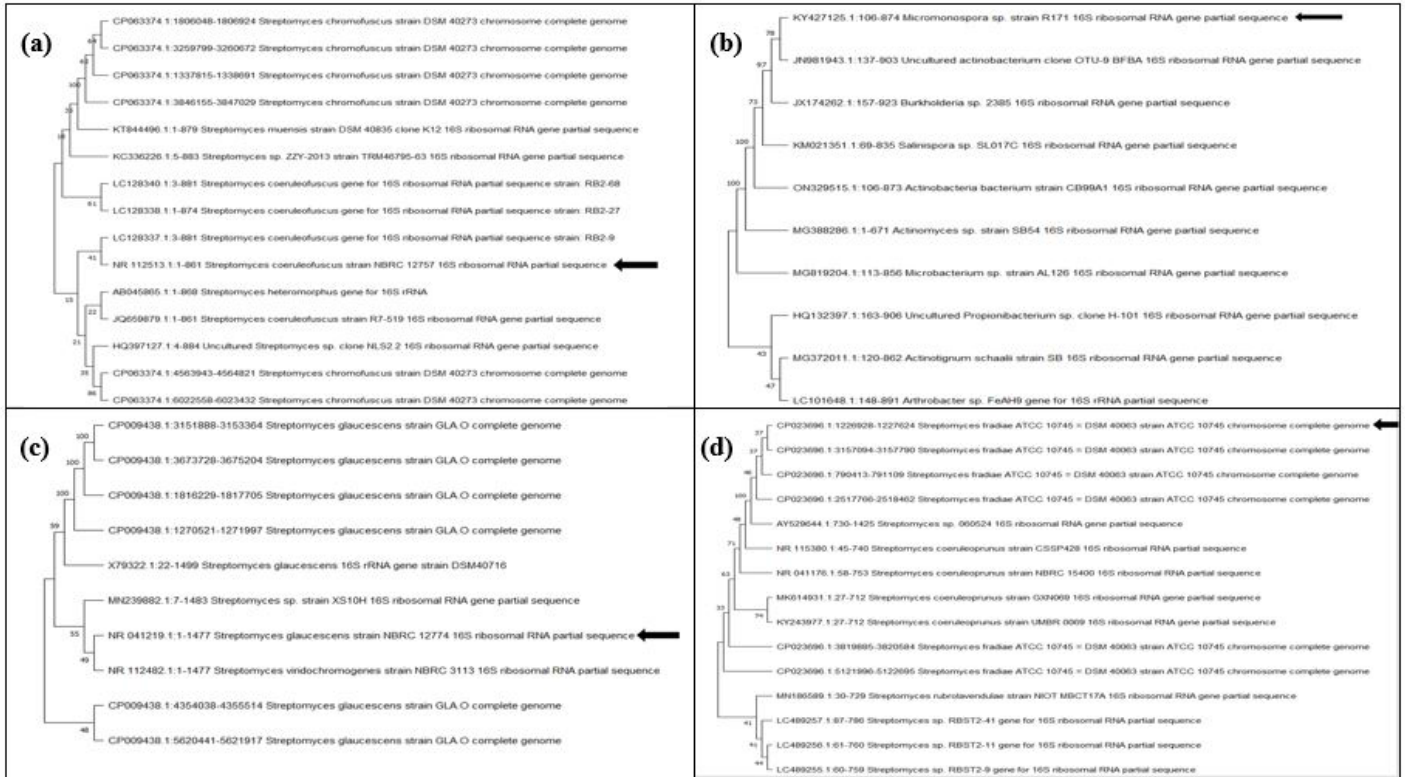 (a)
CP063374.1:1806048-1806924 Streptomyces chromofuscus strain DSM 40273 chromosome complete genome
64
CP063374.1:3259799-3260672 Streptomyces chromofuscus strain DSM 40273 chromosome complete genome
63
CP063374.1:1337815-1338691 Streptomyces chromofuscus strain DSM 40273 chromosome complete genome
100
CP063374.1:3846155-3847029 Streptomyces chromofuscus strain DSM 40273 chromosome complete genome
KT844496.1:1-879 Streptomyces muensis strain DSM 40835 clone K12 16S ribosomal RNA gene partial sequence
KC336226.1:5-883 Streptomyces sp. ZZY-2013 strain TRM46795-63 16S ribosomal RNA gene partial sequence
LC128340.1:3-881 Streptomyces coeruleofuscus gene for 16S ribosomal RNA partial sequence strain: RB2-68
61
LC128338.1:1-874 Streptomyces coeruleofuscus gene for 16S ribosomal RNA partial sequence strain: RB2-27
LC128337.1:3-881 Streptomyces coeruleofuscus gene for 16S ribosomal RNA partial sequence strain: RB2-9
41
NR 112513.1:1-861 Streptomyces coeruleofuscus strain NBRC 12757 16S ribosomal RNA partial sequence
15
AB045865.1:1-868 Streptomyces heteromorphus gene for 16S rRNA
22
JQ659879.1:1-861 Streptomyces coeruleofuscus strain R7-519 16S ribosomal RNA gene partial sequence
21
HQ397127.1:4-884 Uncultured Streptomyces sp. clone NLS2.2 16S ribosomal RNA gene partial sequence
CP063374.1:4563943-4564821 Streptomyces chromofuscus strain DSM 40273 chromosome complete genome
86
CP063374.1:6022558-6023432 Streptomyces chromofuscus strain DSM 40273 chromosome complete genome
(b)
KY427125.1:106-874 Micromonospora sp. strain R171 16S ribosomal RNA gene partial sequence
78
JN981943.1:137-903 Uncultured actinobacterium clone OTU-9 BFBA 16S ribosomal RNA gene partial sequence
97
JX174262.1:157-923 Burkholderia sp. 2385 16S ribosomal RNA gene partial sequence
73
KM021351.1:69-835 Salinispora sp. SL017C 16S ribosomal RNA gene partial sequence
100
ON329515.1:106-873 Actinobacteria bacterium strain CB99A1 16S ribosomal RNA gene partial sequence
100
MG388286.1:1-671 Actinomyces sp. strain SB54 16S ribosomal RNA gene partial sequence
MG819204.1:113-856 Microbacterium sp. strain AL126 16S ribosomal RNA gene partial sequence
HQ132397.1:163-906 Uncultured Propionibacterium sp. clone H-101 16S ribosomal RNA gene partial sequence
43
MG372011.1:120-862 Actinotignum schaalii strain SB 16S ribosomal RNA gene partial sequence
47
LC101648.1:148-891 Arthrobacter sp. FeAH9 gene for 16S rRNA partial sequence
(c)
CP009438.1:3151888-3153364 Streptomyces glaucescens strain GLA.O complete genome
100
CP009438.1:3673728-3675204 Streptomyces glaucescens strain GLA.O complete genome
100
CP009438.1:1816229-1817705 Streptomyces glaucescens strain GLA.O complete genome
100
CP009438.1:1270521-1271997 Streptomyces glaucescens strain GLA.O complete genome
59
X79322.1:22-1499 Streptomyces glaucescens 16S rRNA gene strain DSM40716
MN239882.1:7-1483 Streptomyces sp. strain XS10H 16S ribosomal RNA gene partial sequence
55
NR 041219.1:1-1477 Streptomyces glaucescens strain NBRC 12774 16S ribosomal RNA partial sequence
49
NR 112482.1:1-1477 Streptomyces viridochromogenes strain NBRC 3113 16S ribosomal RNA partial sequence
CP009438.1:4354038-4355514 Streptomyces glaucescens strain GLA.O complete genome
48
CP009438.1:5620441-5621917 Streptomyces glaucescens strain GLA.O complete genome
(d)
CP023696.1:1226928-1227624 Streptomyces fradiae ATCC 10745 = DSM 40063 strain ATCC 10745 chromosome complete genome
37
CP023696.1:3157094-3157790 Streptomyces fradiae ATCC 10745 = DSM 40063 strain ATCC 10745 chromosome complete genome
37
CP023696.1:790413-791109 Streptomyces fradiae ATCC 10745 = DSM 40063 strain ATCC 10745 chromosome complete genome
46
CP023696.1:2517766-2518462 Streptomyces fradiae ATCC 10745 = DSM 40063 strain ATCC 10745 chromosome complete genome
100
AY529644.1:730-1425 Streptomyces sp. 060524 16S ribosomal RNA gene partial sequence
48
NR 115380.1:45-740 Streptomyces coeruleoprunus strain CSSP428 16S ribosomal RNA partial sequence
71
NR 041176.1:58-753 Streptomyces coeruleoprunus strain NBRC 15400 16S ribosomal RNA partial sequence
63
MK614931.1:27-712 Streptomyces coeruleoprunus strain GXN069 16S ribosomal RNA gene partial sequence
74
KY243977.1:27-712 Streptomyces coeruleoprunus strain UMBR 0009 16S ribosomal RNA gene partial sequence
33
CP023696.1:3819885-3820584 Streptomyces fradiae ATCC 10745 = DSM 40063 strain ATCC 10745 chromosome complete genome
CP023696.1:5121996-5122695 Streptomyces fradiae ATCC 10745 = DSM 40063 strain ATCC 10745 chromosome complete genome
MN186589.1:30-729 Streptomyces rubrolavendulae strain NIOT MBCT17A 16S ribosomal RNA gene partial sequence
41
LC489257.1:87-786 Streptomyces sp. RBST2-41 gene for 16S ribosomal RNA partial sequence
41
LC489256.1:61-760 Streptomyces sp. RBST2-11 gene for 16S ribosomal RNA partial sequence
44
LC489255.1:60-759 Streptomyces sp. RBST2-9 gene for 16S ribosomal RNA partial sequence